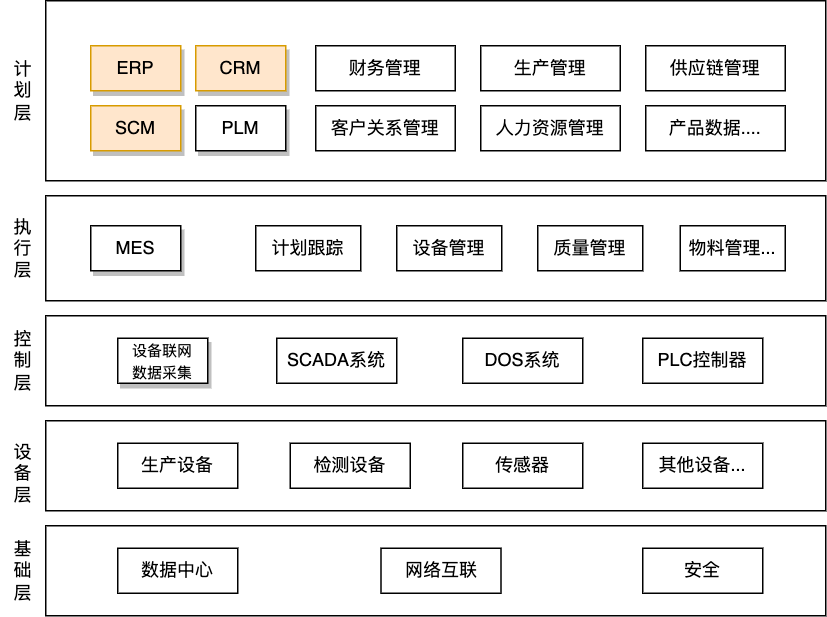 计划层
ERP
CRM
财务管理
生产管理
供应链管理
SCM
PLM
客户关系管理
人力资源管理
产品数据....
执行层
MES
计划跟踪
设备管理
质量管理
物料管理...
控制层
设备联网
数据采集
SCADA系统
DOS系统
PLC控制器
设备层
生产设备
检测设备
传感器
其他设备...
基础层
数据中心
网络互联
安全